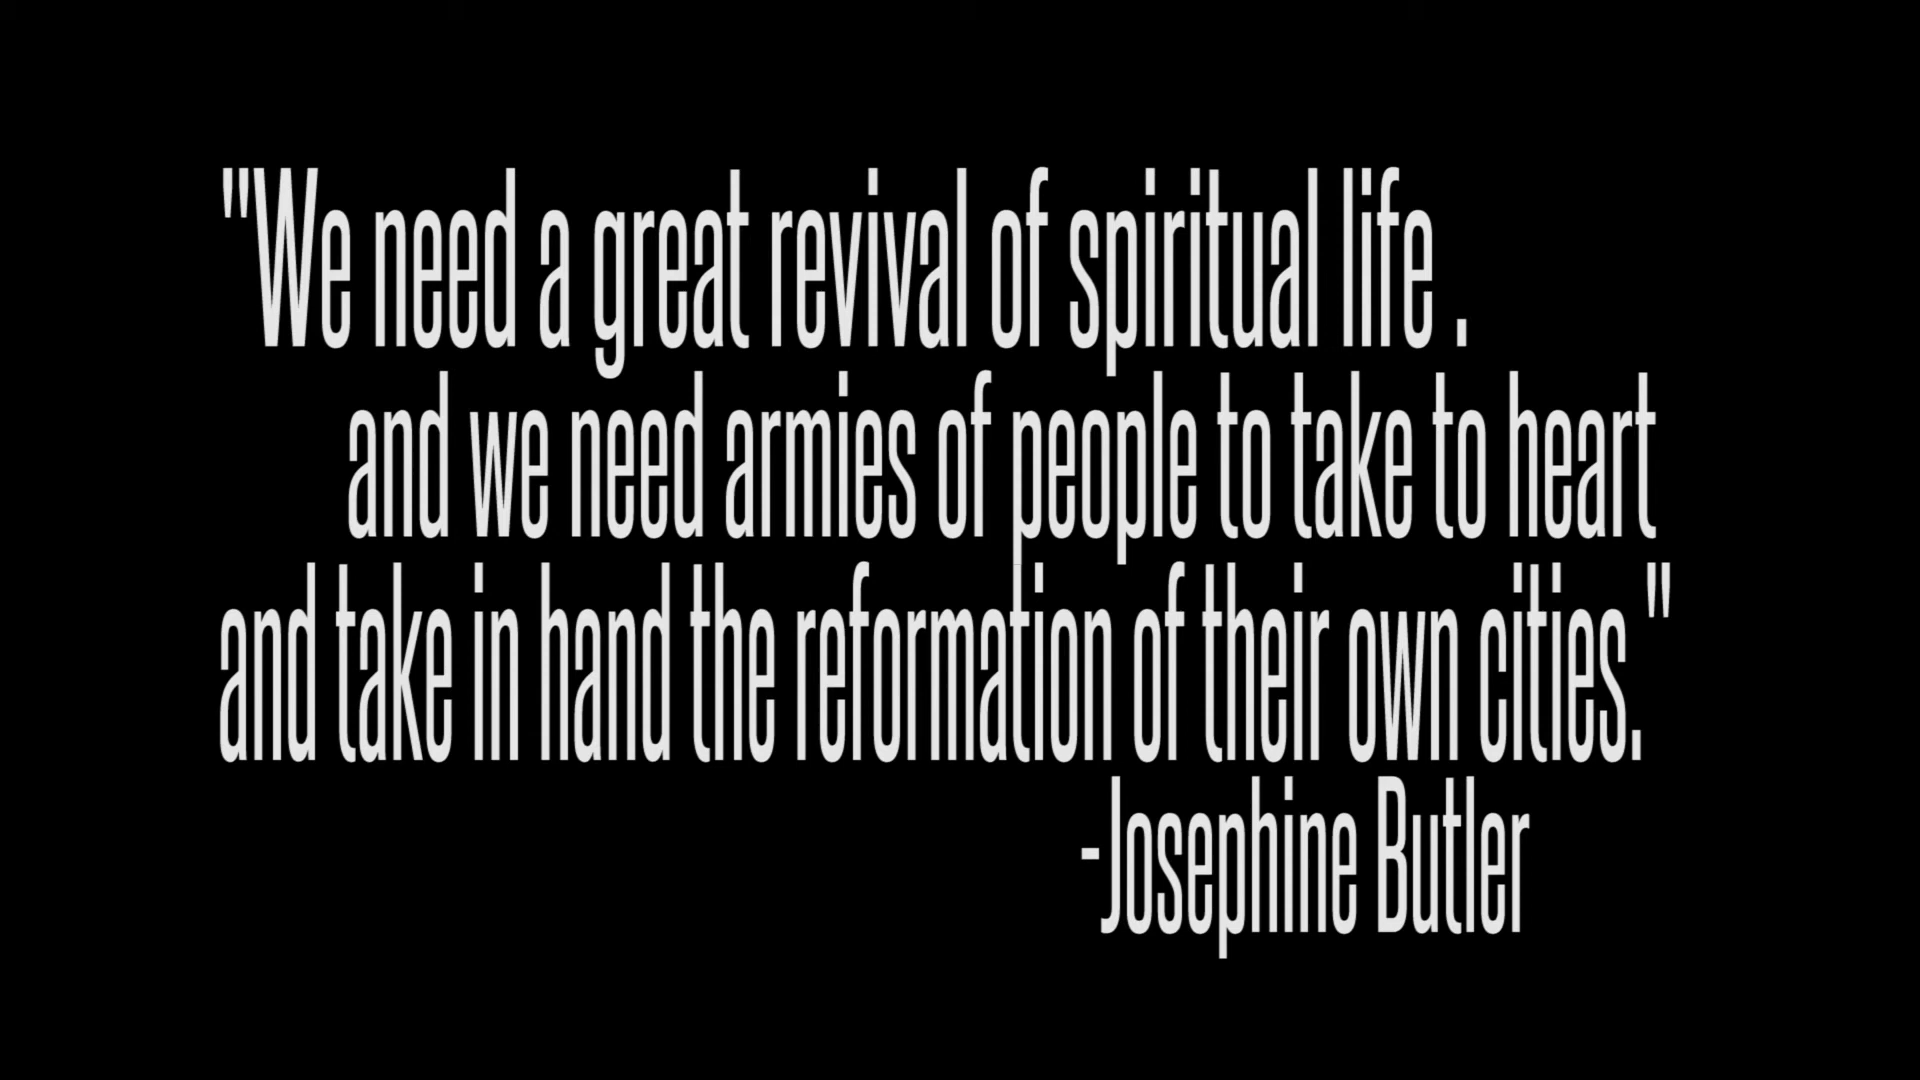 "We need a great revival of spiritual life .
and we need armies of people to take to heart
and take in hand the reformation of their own cities."
-Josephine Butler